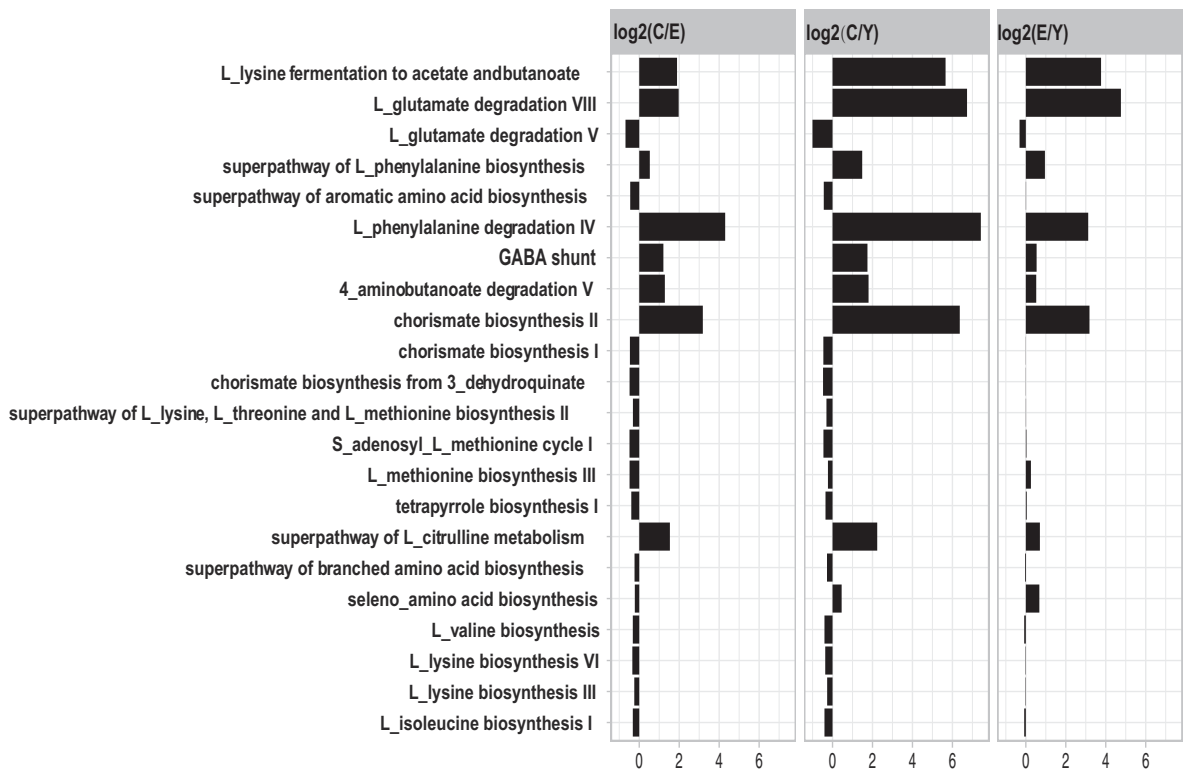 log2(C/E) log2(C/Y) log2(E/Y)
L_lysine fermentation to acetate andbutanoate
L_glutamate degradation VIII
L_glutamate degradation V
superpathway of L_phenylalanine biosynthesis
superpathway of aromatic amino acid biosynthesis
L_phenylalanine degradation IV
GABA shunt
4_aminobutanoate degradation V
chorismate biosynthesis II
chorismate biosynthesis I
chorismate biosynthesis from 3_dehydroquinate
superpathway of L_lysine, L_threonine and L_methionine biosynthesis II
S_adenosyl_L_methionine cycle I
L_methionine biosynthesis III
tetrapyrrole biosynthesis I
superpathway of L_citrulline metabolism
superpathway of branched amino acid biosynthesis
seleno_amino acid biosynthesis
L_valine biosynthesis
L_lysine biosynthesis VI
L_lysine biosynthesis III
L_isoleucine biosynthesis I
0 2 4 6 0 2 4 6 0 2 4 6